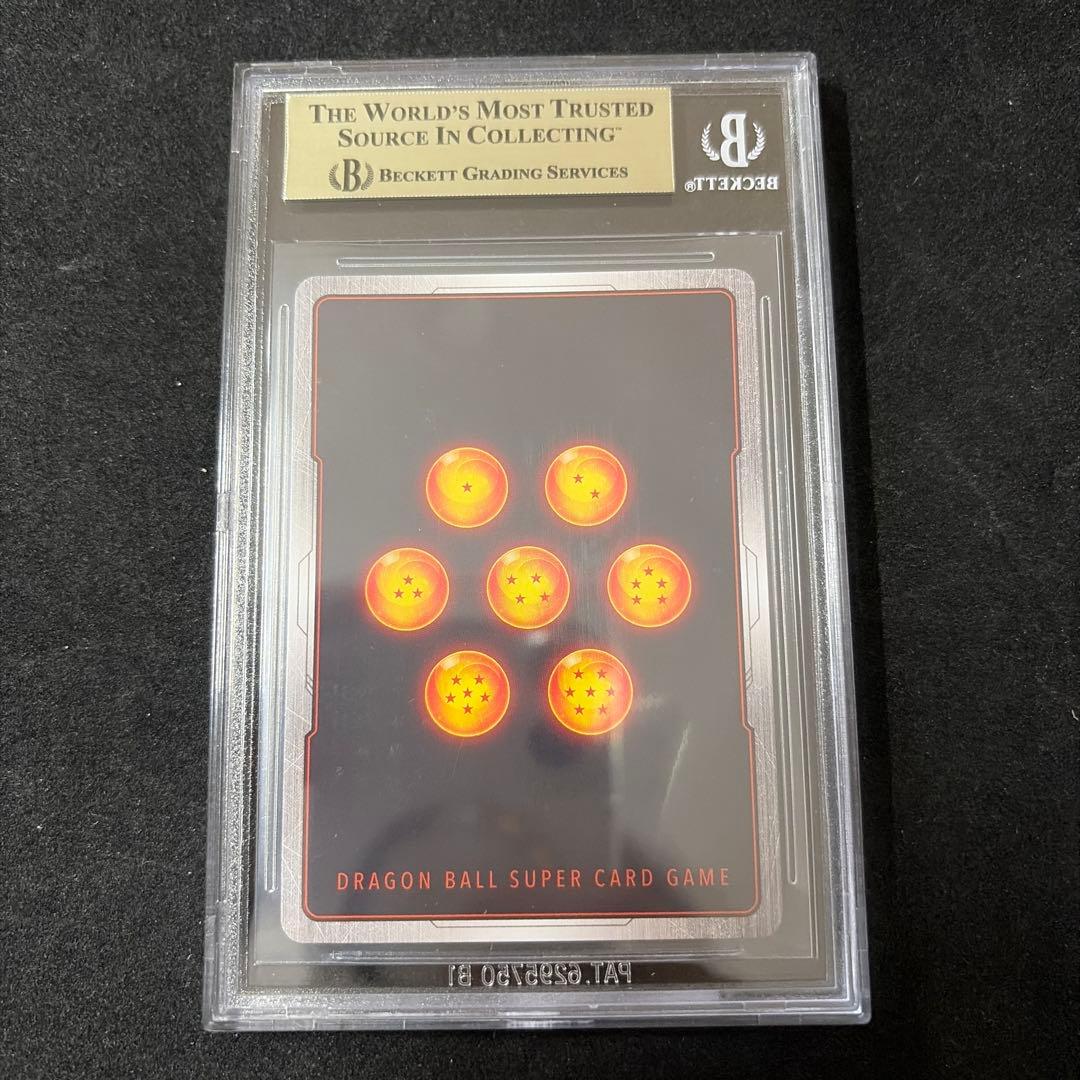 THE WORLD'S MOST TRUSTED
SOURCE IN COLLECTING™
B BECKETT GRADING SERVICES
B
BECKETT®
DRAGON BALL SUPER CARD GAME
PAT.6295750 B1